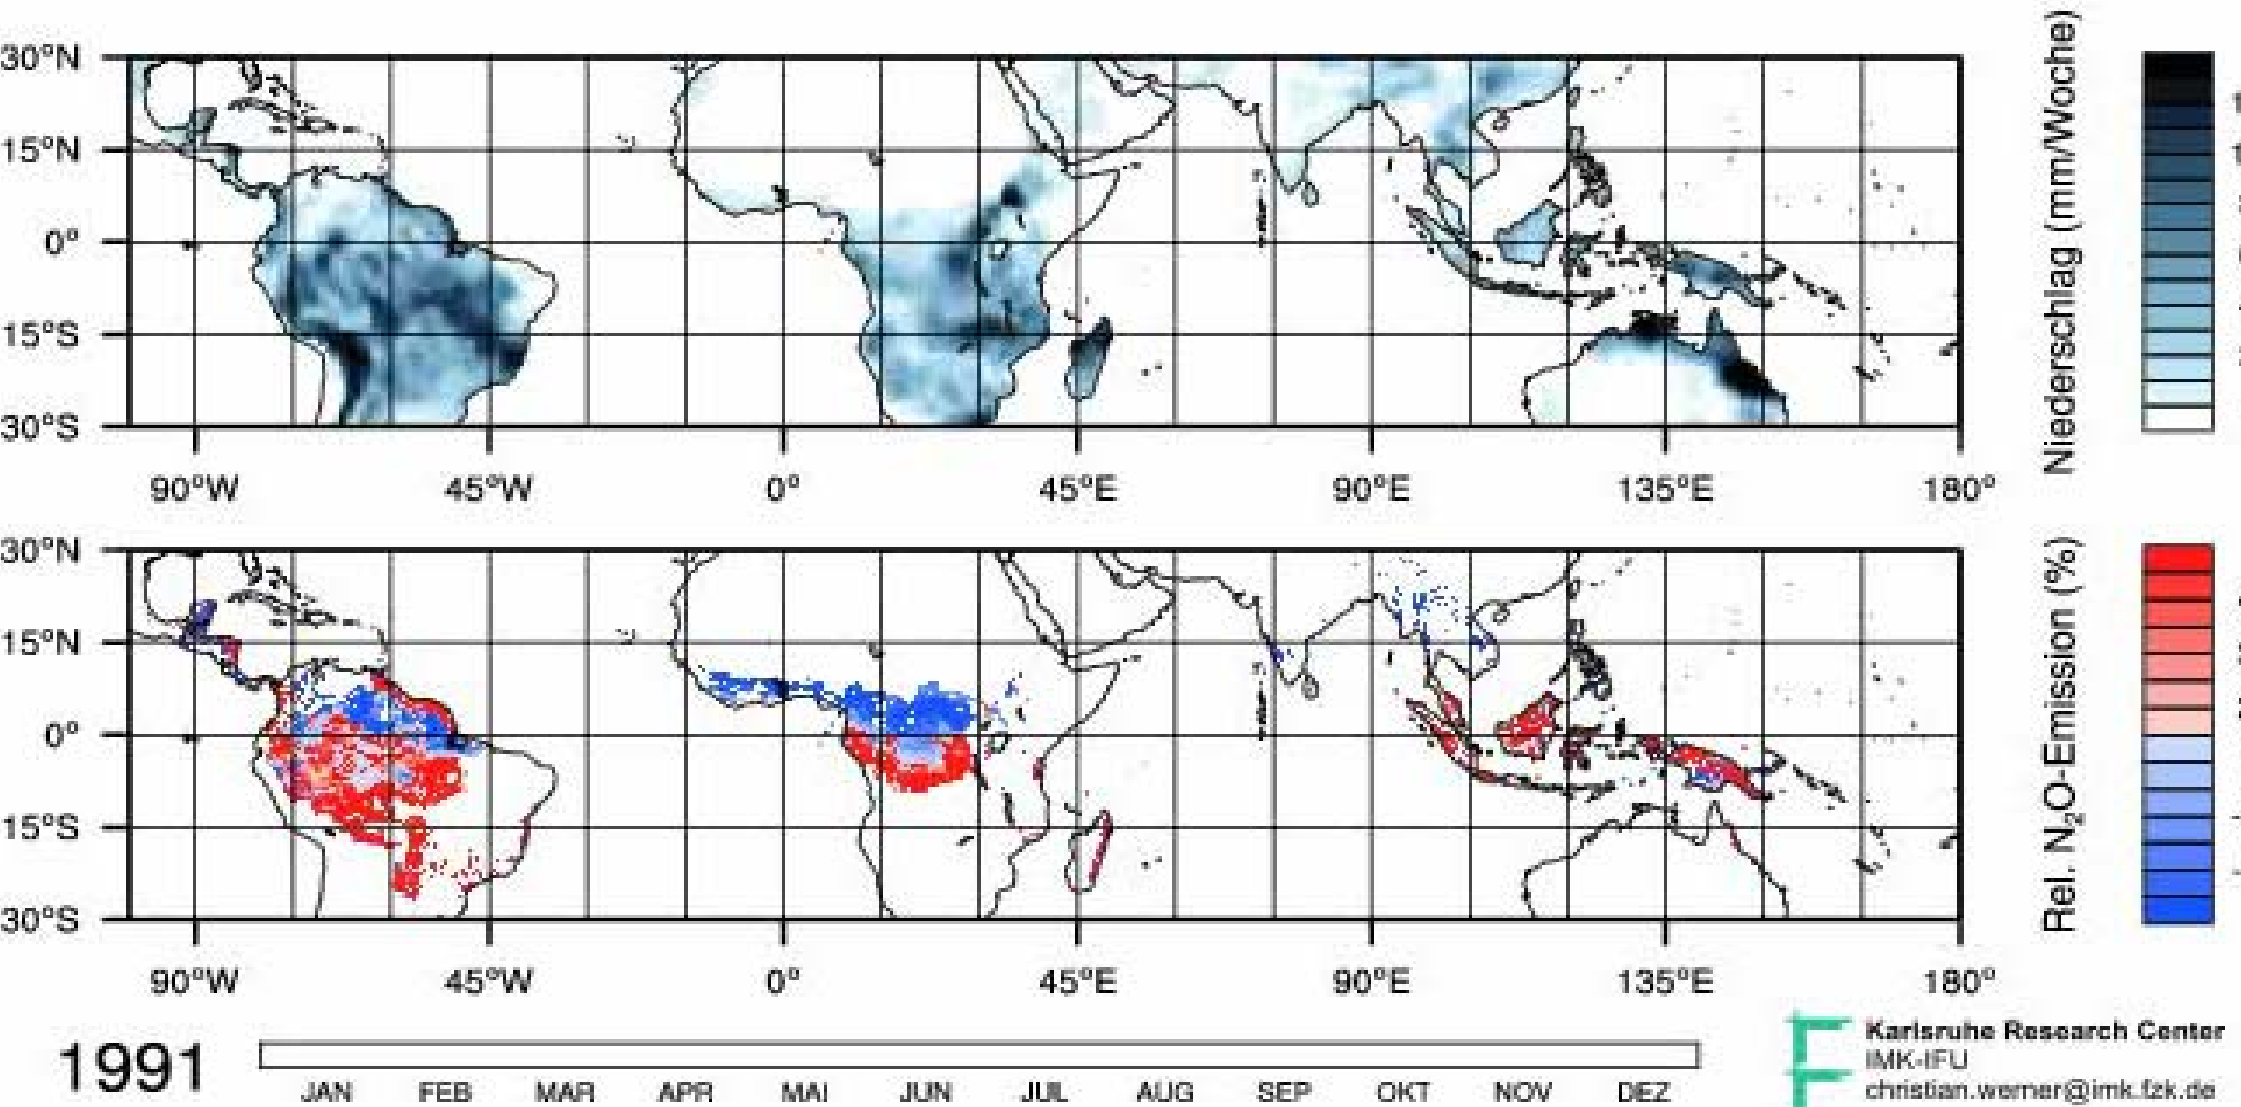 30°N
15°N
0°
15°S
30°S
90°W 45°W 0° 45°E 90°E 135°E 180°
Niederschlag (mm/Woche)
30°N
15°N
0°
15°S
30°S
90°W 45°W 0° 45°E 90°E 135°E 180°
Rel. N₂O-Emission (%)
1991
JAN FEB MAR APR MAI JUN JUL AUG SEP OKT NOV DEZ
Karlsruhe Research Center
IMK-IFU
christian.werner@imk.fzk.de